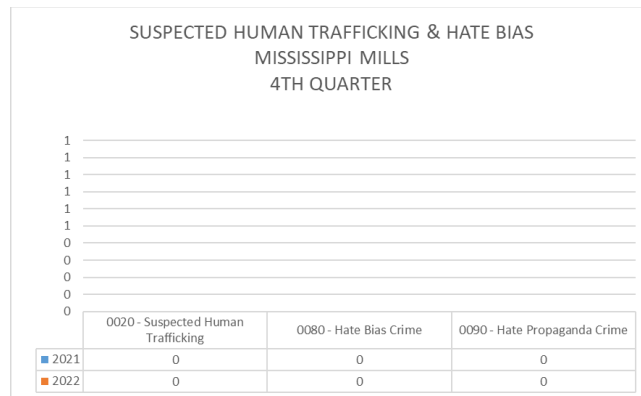 SUSPECTED HUMAN TRAFFICKING & HATE BIAS
MISSISSIPPI MILLS
4TH QUARTER
1
1
1
1
1
1
0
0
0
0
0
0020 - Suspected Human
Trafficking
0080 - Hate Bias Crime
0090 - Hate Propaganda Crime
2021 0 0 0
2022 0 0 0